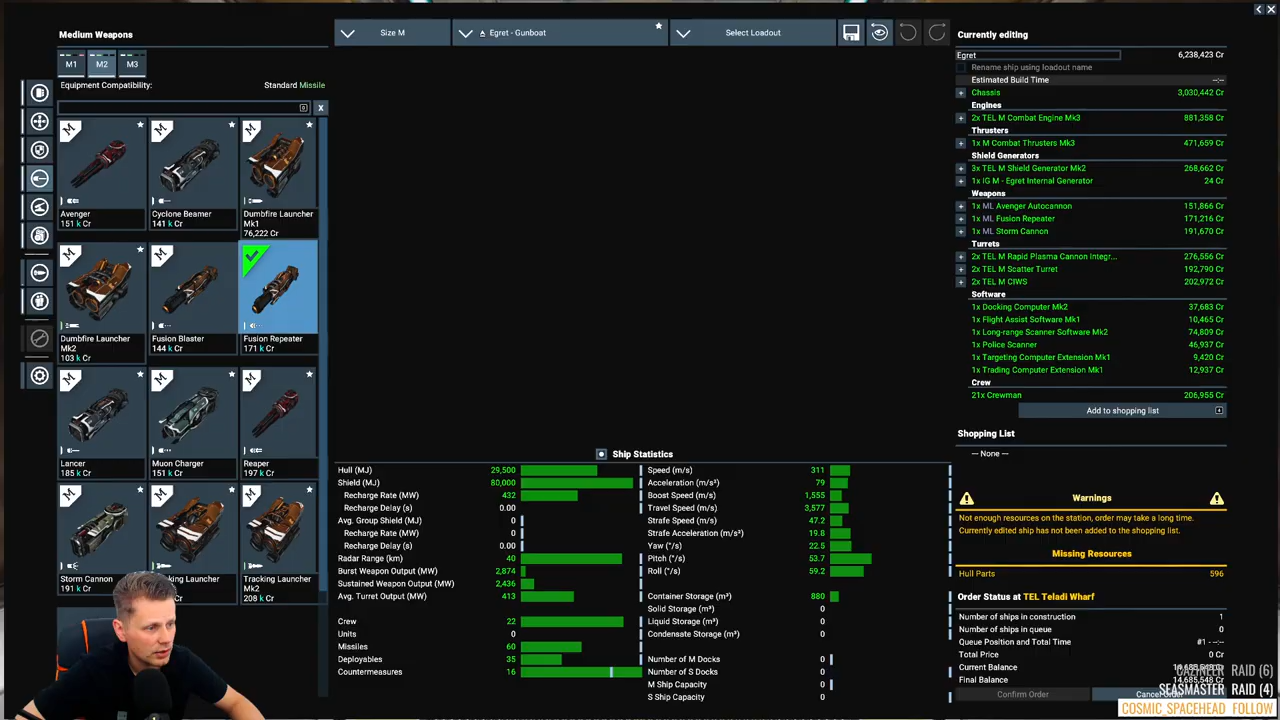 Medium Weapons
M1
M2
M3
Equipment Compatibility:
Standard Missile
X
Avenger
151 k Cr
Cyclone Beamer
141 k Cr
Dumbfire Launcher
Mk1
76,222 Cr
Dumbfire Launcher
Mk2
103 k Cr
Fusion Blaster
144 k Cr
Fusion Repeater
171 k Cr
Lancer
185 k Cr
Muon Charger
151 k Cr
Reaper
197 k Cr
Storm Cannon
191 k Cr
Launcher
Tracking Launcher
Mk2
208 k Cr
Size M
Egret - Gunboat
Select Loadout
Ship Statistics
Hull (MJ) 29,500
Shield (MJ) 80,000
Recharge Rate (MW) 432
Recharge Delay (s) 0.00
Avg. Group Shield (MJ) 0
Recharge Rate (MW) 0
Recharge Delay (s) 0.00
Radar Range (km) 40
Burst Weapon Output (MW) 2,874
Sustained Weapon Output (MW) 2,436
Avg. Turret Output (MW) 413
Crew 22
Units 0
Missiles 60
Deployables 35
Countermeasures 16
Speed (m/s) 311
Acceleration (m/s²) 79
Boost Speed (m/s) 1,555
Travel Speed (m/s) 3,577
Strafe Speed (m/s) 47.2
Strafe Acceleration (m/s²) 19.8
Yaw (°/s) 22.5
Pitch (°/s) 53.7
Roll (°/s) 59.2
Container Storage (m³) 880
Solid Storage (m³) 0
Liquid Storage (m³) 0
Condensate Storage (m³) 0
Number of M Docks 0
Number of S Docks 0
M Ship Capacity 0
S Ship Capacity 0
Currently editing
Egret 6,238,423 Cr
Rename ship using loadout name
Estimated Build Time --:--
Chassis 3,030,442 Cr
Engines
2x TEL M Combat Engine Mk3 881,358 Cr
Thrusters
1x M Combat Thrusters Mk3 471,659 Cr
Shield Generators
3x TEL M Shield Generator Mk2 268,662 Cr
1x IG M - Egret Internal Generator 24 Cr
Weapons
1x ML Avenger Autocannon 151,866 Cr
1x ML Fusion Repeater 171,216 Cr
1x ML Storm Cannon 191,670 Cr
Turrets
2x TEL M Rapid Plasma Cannon Integr... 276,556 Cr
2x TEL M Scatter Turret 192,790 Cr
2x TEL M CIWS 202,972 Cr
Software
1x Docking Computer Mk2 37,683 Cr
1x Flight Assist Software Mk1 10,465 Cr
1x Long-range Scanner Software Mk2 74,809 Cr
1x Police Scanner 46,937 Cr
1x Targeting Computer Extension Mk1 9,420 Cr
1x Trading Computer Extension Mk1 12,937 Cr
Crew
21x Crewman 206,955 Cr
Add to shopping list
Shopping List
-- None --
Warnings
Not enough resources on the station, order may take a long time.
Currently edited ship has not been added to the shopping list.
Missing Resources
Hull Parts 596
Order Status at TEL Teladi Wharf
Number of ships in construction 1
Number of ships in queue 0
Queue Position and Total Time #1 - --:--
Total Price 0 Cr
Current Balance 14,685,548 Cr
Final Balance 14,685,548 Cr
Confirm Order
Cancel
RAID (6)
SEASMASTER RAID (4)
COSMIC_SPACEHEAD FOLLOW